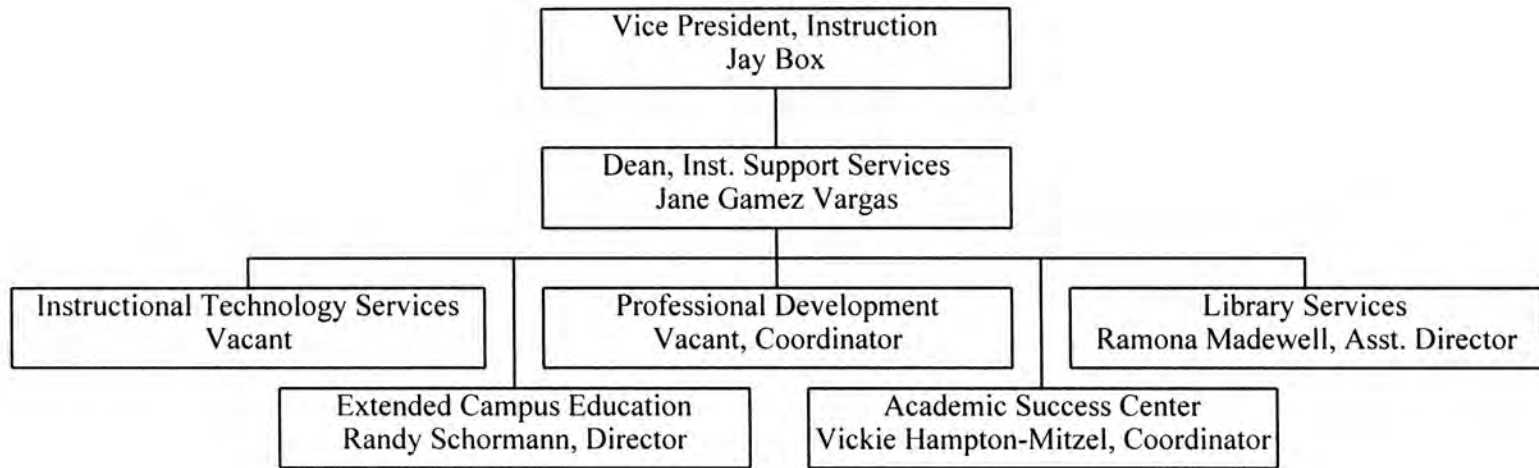 Vice President, Instruction
Jay Box
Dean, Inst. Support Services
Jane Gamez Vargas
Instructional Technology Services
Vacant
Professional Development
Vacant, Coordinator
Library Services
Ramona Madewell, Asst. Director
Extended Campus Education
Randy Schormann, Director
Academic Success Center
Vickie Hampton-Mitzel, Coordinator